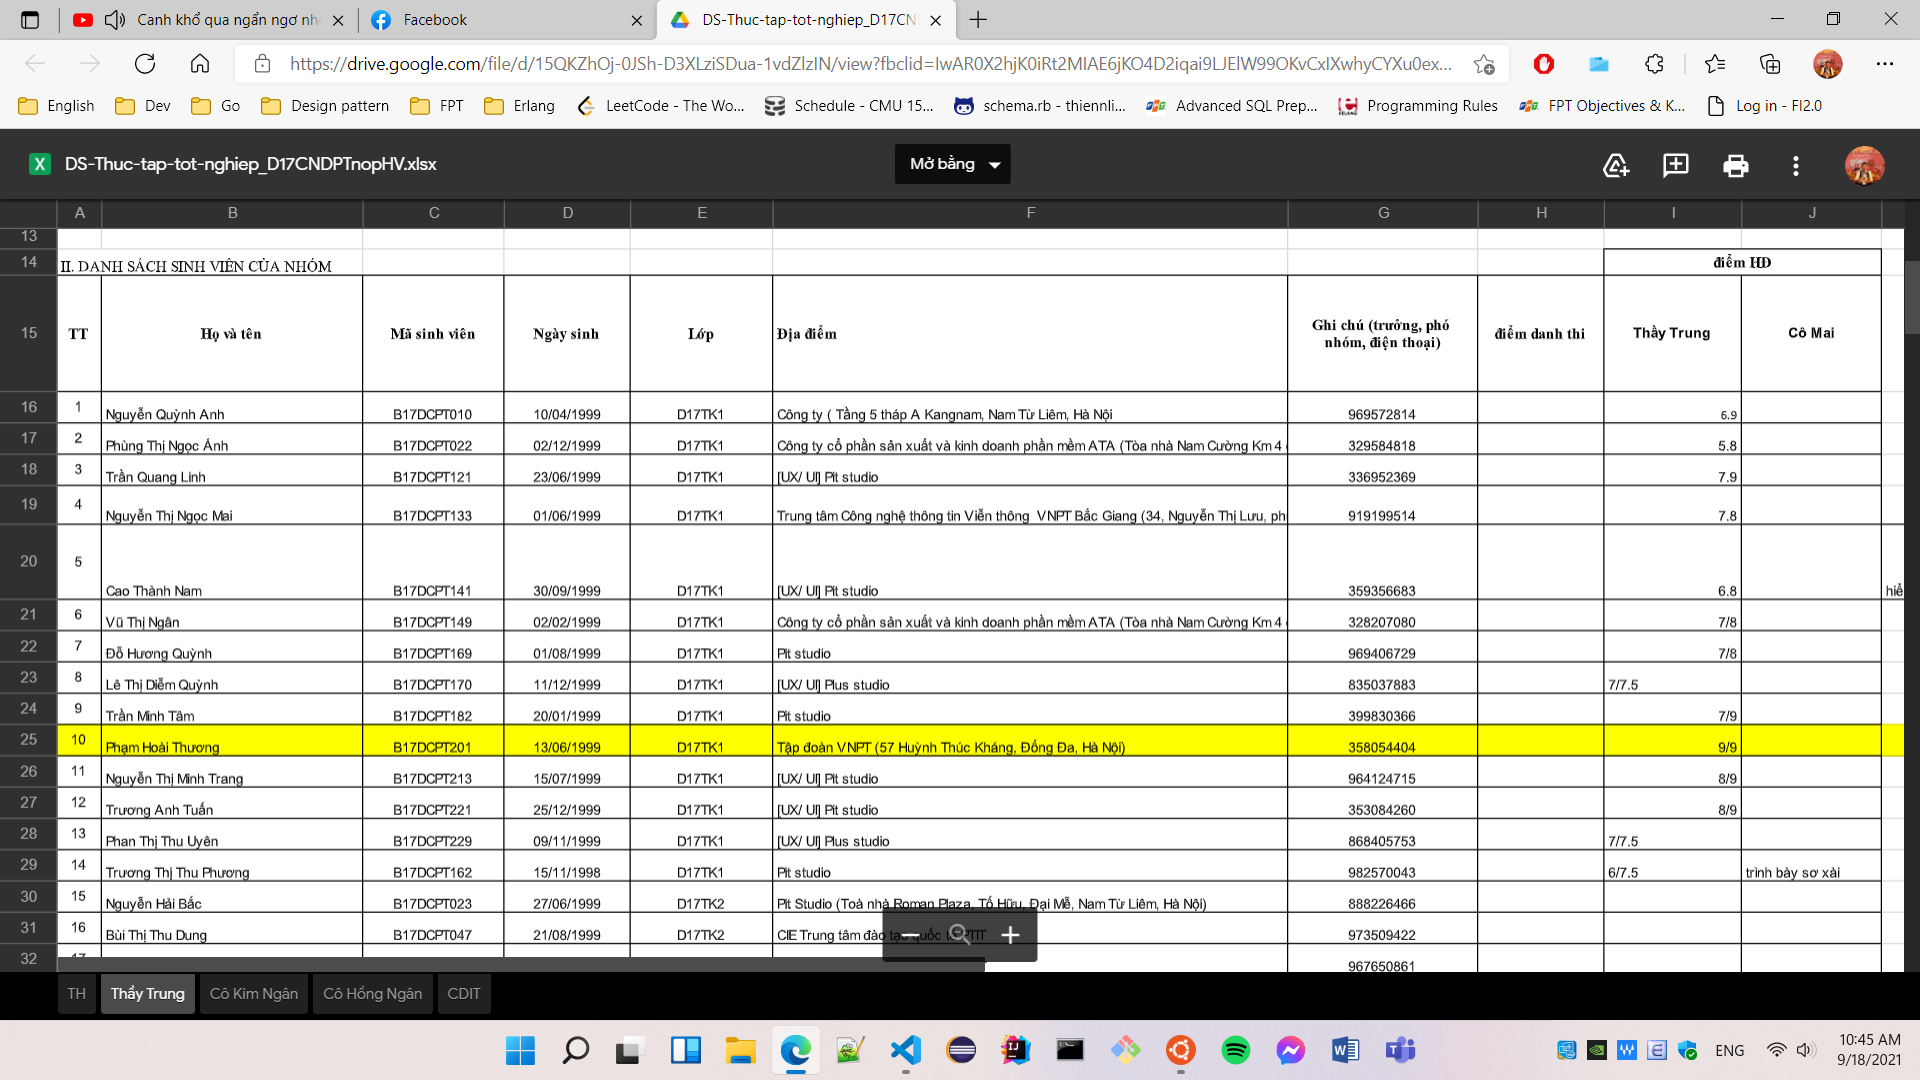 Canh khổ qua ngẩn ngơ nh
Facebook
DS-Thuc-tap-tot-nghiep_D17CN
https://drive.google.com/file/d/15QKZhOj-0JSh-D3XLziSDua-1vdZlzIN/view?fbclid=IwAR0X2hjK0iRt2MIAE6jKO4D2iqai9LJElW99OKvCxIXwhyCYXu0ex...
English Dev Go Design pattern FPT Erlang LeetCode - The Wo... Schedule - CMU 15... schema.rb - thiennli... Advanced SQL Prep... Programming Rules FPT Objectives & K... Log in - FI2.0
X DS-Thuc-tap-tot-nghiep_D17CNDPTnopHV.xlsx Mở bằng
A B C D E F G H I J
13
14 II. DANH SÁCH SINH VIÊN CỦA NHÓM điểm HD
15 TT Họ và tên Mã sinh viên Ngày sinh Lớp Địa điểm Ghi chú (trưởng, phó nhóm, điện thoại) điểm danh thi Thầy Trung Cô Mai
16 1 Nguyễn Quỳnh Anh B17DCPT010 10/04/1999 D17TK1 Công ty ( Tầng 5 tháp A Kangnam, Nam Từ Liêm, Hà Nội 969572814 6.9
17 2 Phùng Thị Ngọc Ánh B17DCPT022 02/12/1999 D17TK1 Công ty cổ phần sản xuất và kinh doanh phần mềm ATA (Tòa nhà Nam Cường Km 4 329584818 5.8
18 3 Trần Quang Linh B17DCPT121 23/06/1999 D17TK1 [UX/ UI] Pit studio 336952369 7.9
19 4 Nguyễn Thị Ngọc Mai B17DCPT133 01/06/1999 D17TK1 Trung tâm Công nghệ thông tin Viễn thông VNPT Bắc Giang (34, Nguyễn Thị Lưu, ph 919199514 7.8
20 5 Cao Thành Nam B17DCPT141 30/09/1999 D17TK1 [UX/ UI] Pit studio 359356683 6.8 hiể
21 6 Vũ Thị Ngân B17DCPT149 02/02/1999 D17TK1 Công ty cổ phần sản xuất và kinh doanh phần mềm ATA (Tòa nhà Nam Cường Km 4 328207080 7/8
22 7 Đỗ Hương Quỳnh B17DCPT169 01/08/1999 D17TK1 Pit studio 969406729 7/8
23 8 Lê Thị Diễm Quỳnh B17DCPT170 11/12/1999 D17TK1 [UX/ UI] Plus studio 835037883 7/7.5
24 9 Trần Minh Tâm B17DCPT182 20/01/1999 D17TK1 Pit studio 399830366 7/9
25 10 Phạm Hoài Thương B17DCPT201 13/06/1999 D17TK1 Tập đoàn VNPT (57 Huỳnh Thúc Kháng, Đống Đa, Hà Nội) 358054404 9/9
26 11 Nguyễn Thị Minh Trang B17DCPT213 15/07/1999 D17TK1 [UX/ UI] Pit studio 964124715 8/9
27 12 Trương Anh Tuấn B17DCPT221 25/12/1999 D17TK1 [UX/ UI] Pit studio 353084260 8/9
28 13 Phan Thị Thu Uyên B17DCPT229 09/11/1999 D17TK1 [UX/ UI] Plus studio 868405753 7/7.5
29 14 Trương Thị Thu Phương B17DCPT162 15/11/1998 D17TK1 Pit studio 982570043 6/7.5 trình bày sơ xài
30 15 Nguyễn Hải Bắc B17DCPT023 27/06/1999 D17TK2 Pit Studio (Toà nhà Roman Plaza, Tố Hữu, Đại Mễ, Nam Từ Liêm, Hà Nội) 888226466
31 16 Bùi Thị Thu Dung B17DCPT047 21/08/1999 D17TK2 CIE Trung tâm đào tạo quốc tế PTIT 973509422
32 17 967650861
TH Thầy Trung Cô Kim Ngân Cô Hồng Ngân CDIT
ENG 10:45 AM
9/18/2021